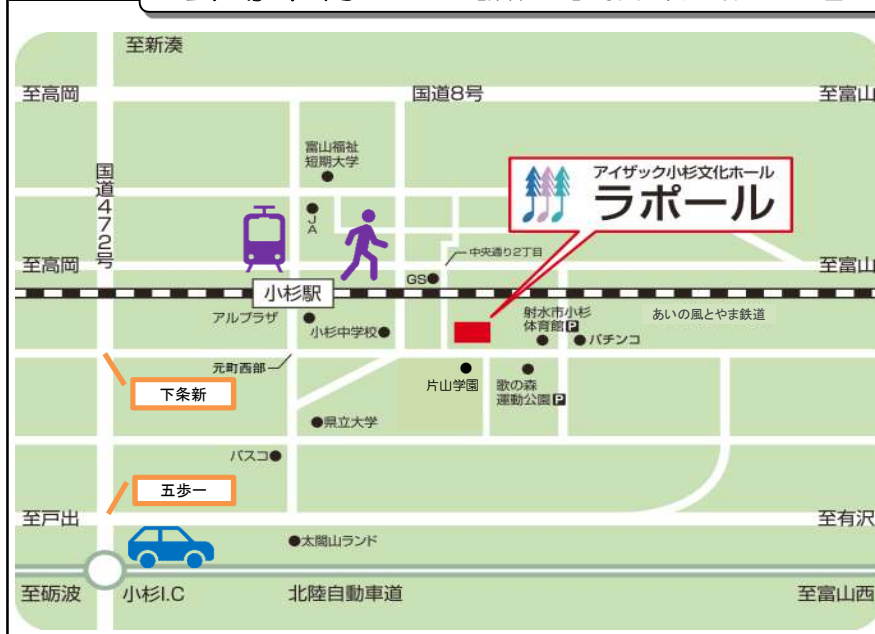 至新湊
至高岡
国道8号
至富山
富山福祉
短期大学
国道472号
JA
アイザック小杉文化ホール
ラポール
中央通り2丁目
至高岡
GS
至富山
小杉駅
アルプラザ
小杉中学校
射水市小杉
体育館P
パチンコ
あいの風とやま鉄道
元町西部
下条新
片山学園
歌の森
運動公園P
県立大学
パスコ
五歩一
至戸出
至有沢
太閤山ランド
至砺波
小杉I.C
北陸自動車道
至富山西